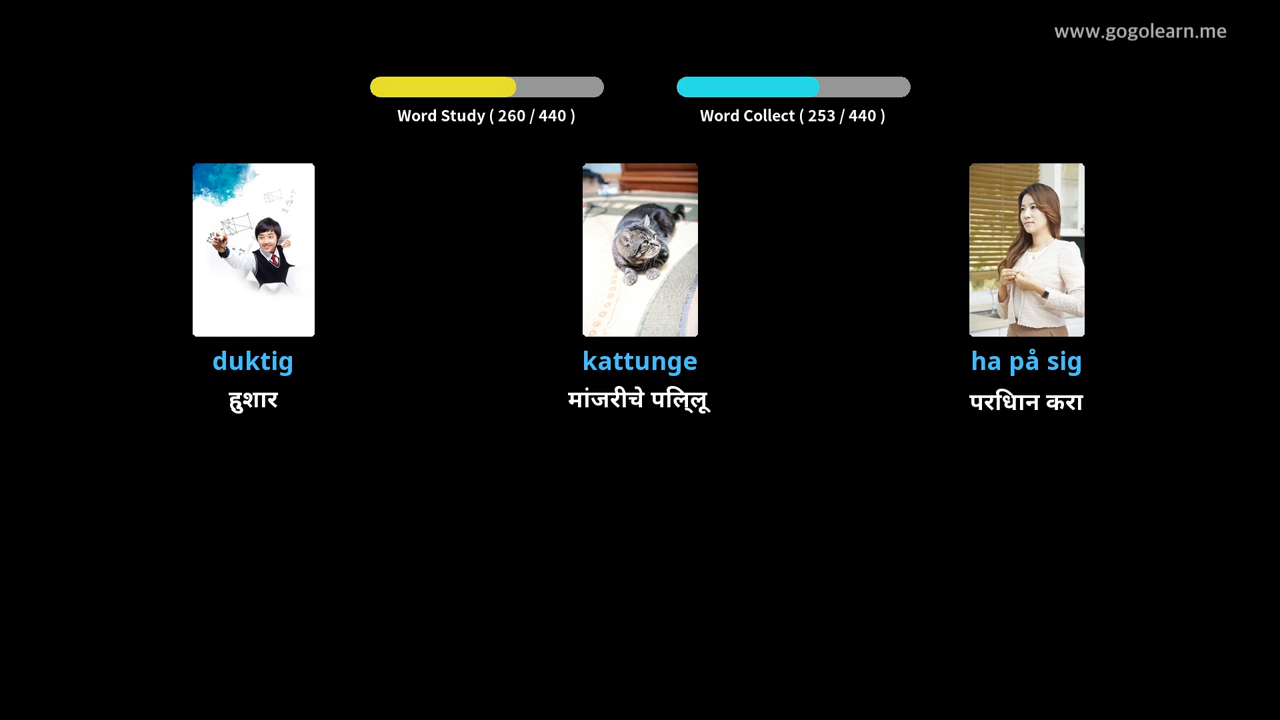 www.gogolearn.me
Word Study ( 260 / 440 )
Word Collect ( 253 / 440 )
duktig
kattunge
ha på sig
हुशार
मांजरीचे पिल्लू
परिधान करा